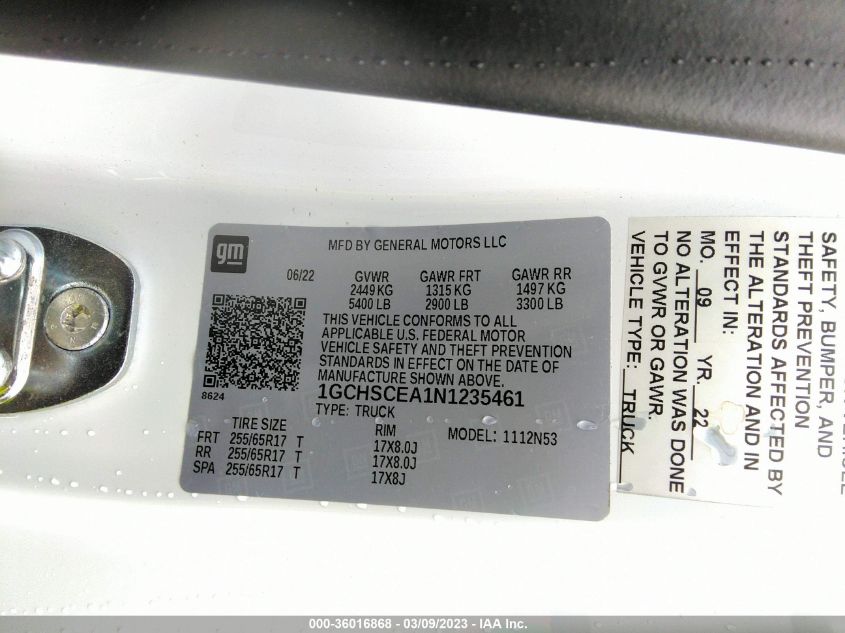 gm
MFD BY GENERAL MOTORS LLC
06/22 GVWR GAWR FRT GAWR RR
2449 KG 1315 KG 1497 KG
5400 LB 2900 LB 3300 LB
THIS VEHICLE CONFORMS TO ALL
APPLICABLE U.S. FEDERAL MOTOR
VEHICLE SAFETY AND THEFT PREVENTION
STANDARDS IN EFFECT ON THE DATE OF
MANUFACTURE SHOWN ABOVE.
8624
1GCHSCEA1N1235461
TYPE: TRUCK
TIRE SIZE RIM MODEL: 1112N53
FRT 255/65R17 T 17X8.0J
RR 255/65R17 T 17X8.0J
SPA 255/65R17 T 17X8J
VEHICLE
SAFETY, BUMPER, AND
THEFT PREVENTION
STANDARDS AFFECTED BY
THE ALTERATION AND IN
EFFECT IN:
MO. 09 YR. 22
NO ALTERATION WAS DONE
TO GVWR OR GAWR.
VEHICLE TYPE: TRUCK
000-36016868 - 03/09/2023 - IAA Inc.